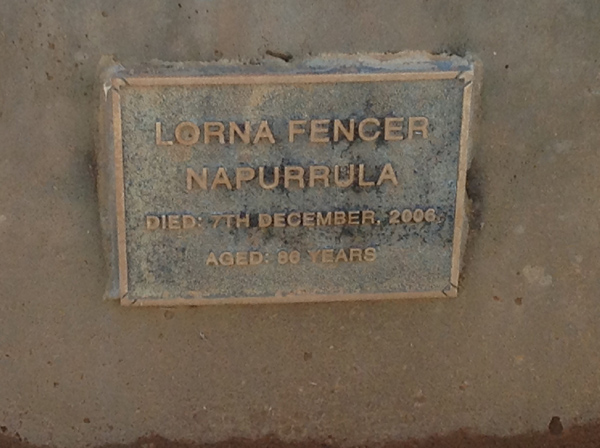 LORNA FENCER
NAPURRULA
DIED: 7TH DECEMBER, 2006
AGED: 86 YEARS